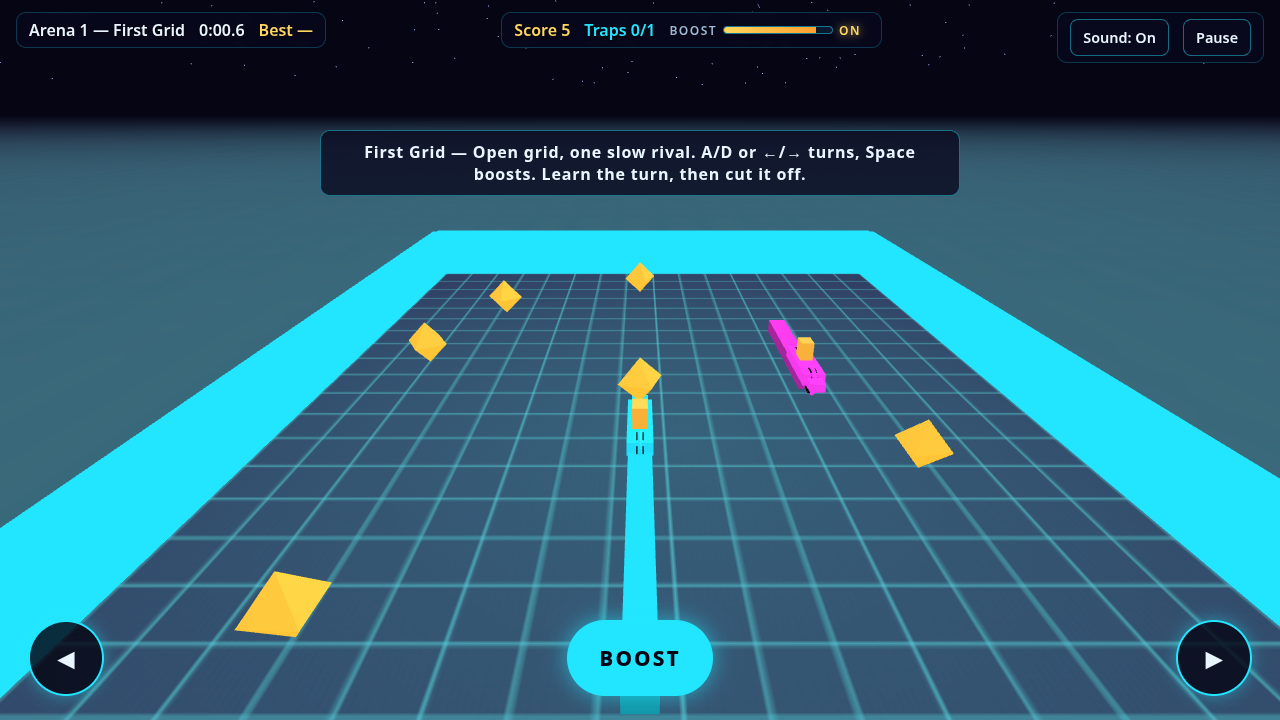 Arena 1 — First Grid 0:00.6 Best —
Score 5 Traps 0/1 BOOST ON
Sound: On
Pause
First Grid — Open grid, one slow rival. A/D or ←/→ turns, Space
boosts. Learn the turn, then cut it off.
◀
BOOST
▶